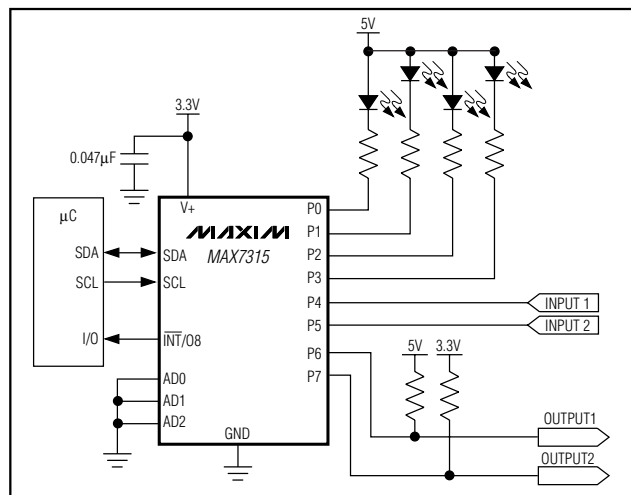 5V
3.3V
0.047μF
μC
V+
P0
MAXIM
P1
MAX7315
SDA
SDA
P2
SCL
SCL
P3
P4
INPUT 1
P5
INPUT 2
I/O
INT/O8
P6
5V
3.3V
P7
AD0
AD1
AD2
GND
OUTPUT1
OUTPUT2